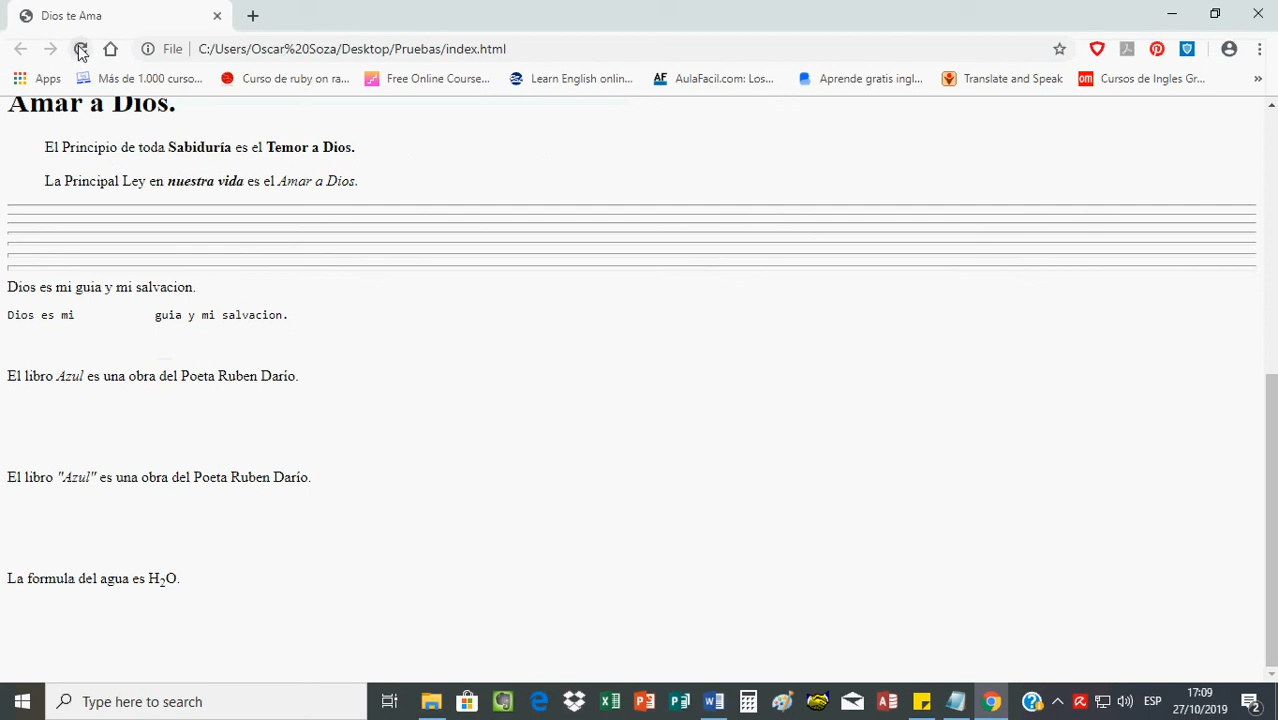 Dios te Ama
File C:/Users/Oscar%20Soza/Desktop/Pruebas/index.html
Apps Más de 1.000 curso... Curso de ruby on ra... Free Online Course... Learn English onlin... AF AulaFacil.com: Los... Aprende gratis ingl... Translate and Speak om Cursos de Ingles Gr... »
Amar a Dios.
El Principio de toda Sabiduría es el Temor a Dios.
La Principal Ley en nuestra vida es el Amar a Dios.
Dios es mi guia y mi salvacion.
Dios es mi guia y mi salvacion.
El libro Azul es una obra del Poeta Ruben Darío.
El libro "Azul" es una obra del Poeta Ruben Darío.
La formula del agua es H2O.
Type here to search
ESP
17:09
27/10/2019
2